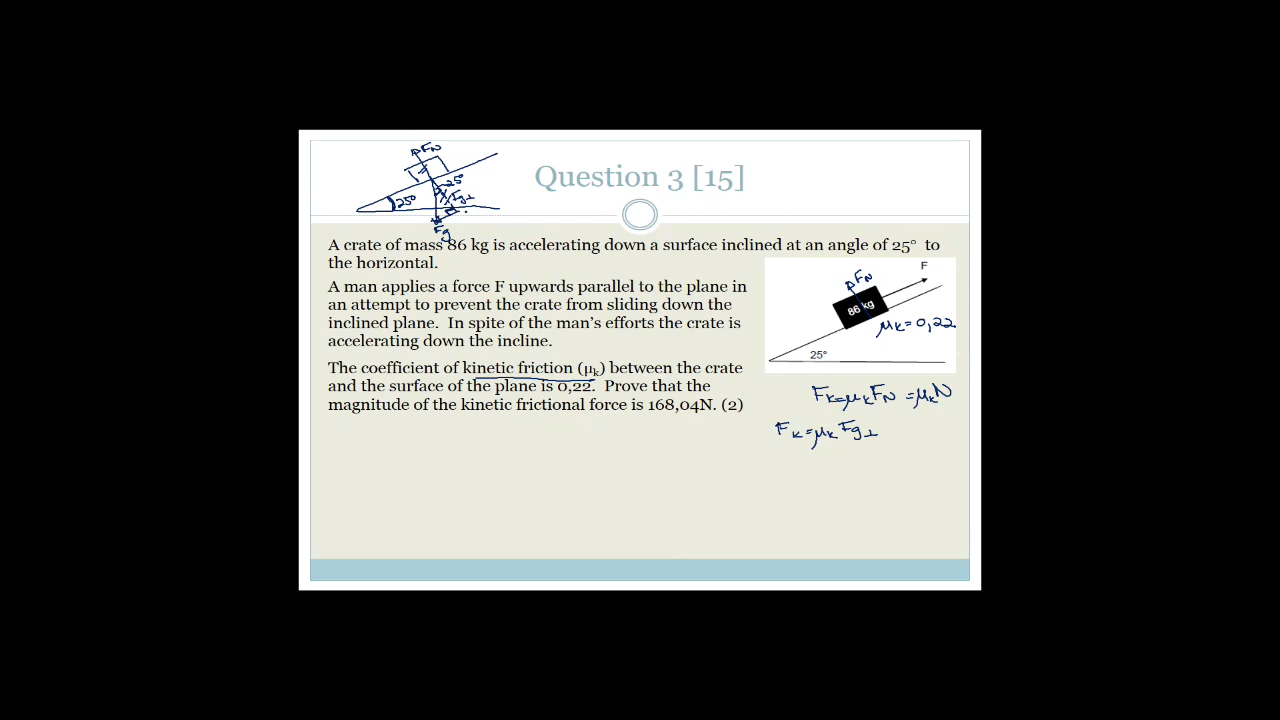 FN
Question 3 [15]
25°
25°
Fg⊥
Fg
A crate of mass 86 kg is accelerating down a surface inclined at an angle of 25° to
the horizontal.
A man applies a force F upwards parallel to the plane in
an attempt to prevent the crate from sliding down the
inclined plane. In spite of the man's efforts the crate is
accelerating down the incline.
The coefficient of kinetic friction (μk) between the crate
and the surface of the plane is 0,22. Prove that the
magnitude of the kinetic frictional force is 168,04N. (2)
F
FN
86 kg
μk = 0,22
25°
Fk = μk FN = μk N
Fk = μk Fg⊥